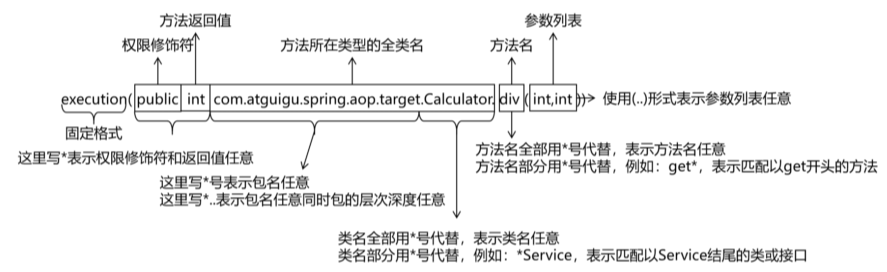 方法返回值
参数列表
权限修饰符
方法所在类型的全类名
方法名
execution(public int com.atguigu.spring.aop.target.Calculator.div(int,int)) 使用(..)形式表示参数列表任意
固定格式
这里写*表示权限修饰符和返回值任意
方法名全部用*号代替，表示方法名任意
方法名部分用*号代替，例如：get*，表示匹配以get开头的方法
这里写*号表示包名任意
这里写*..表示包名任意同时包的层次深度任意
类名全部用*号代替，表示类名任意
类名部分用*号代替，例如：*Service，表示匹配以Service结尾的类或接口